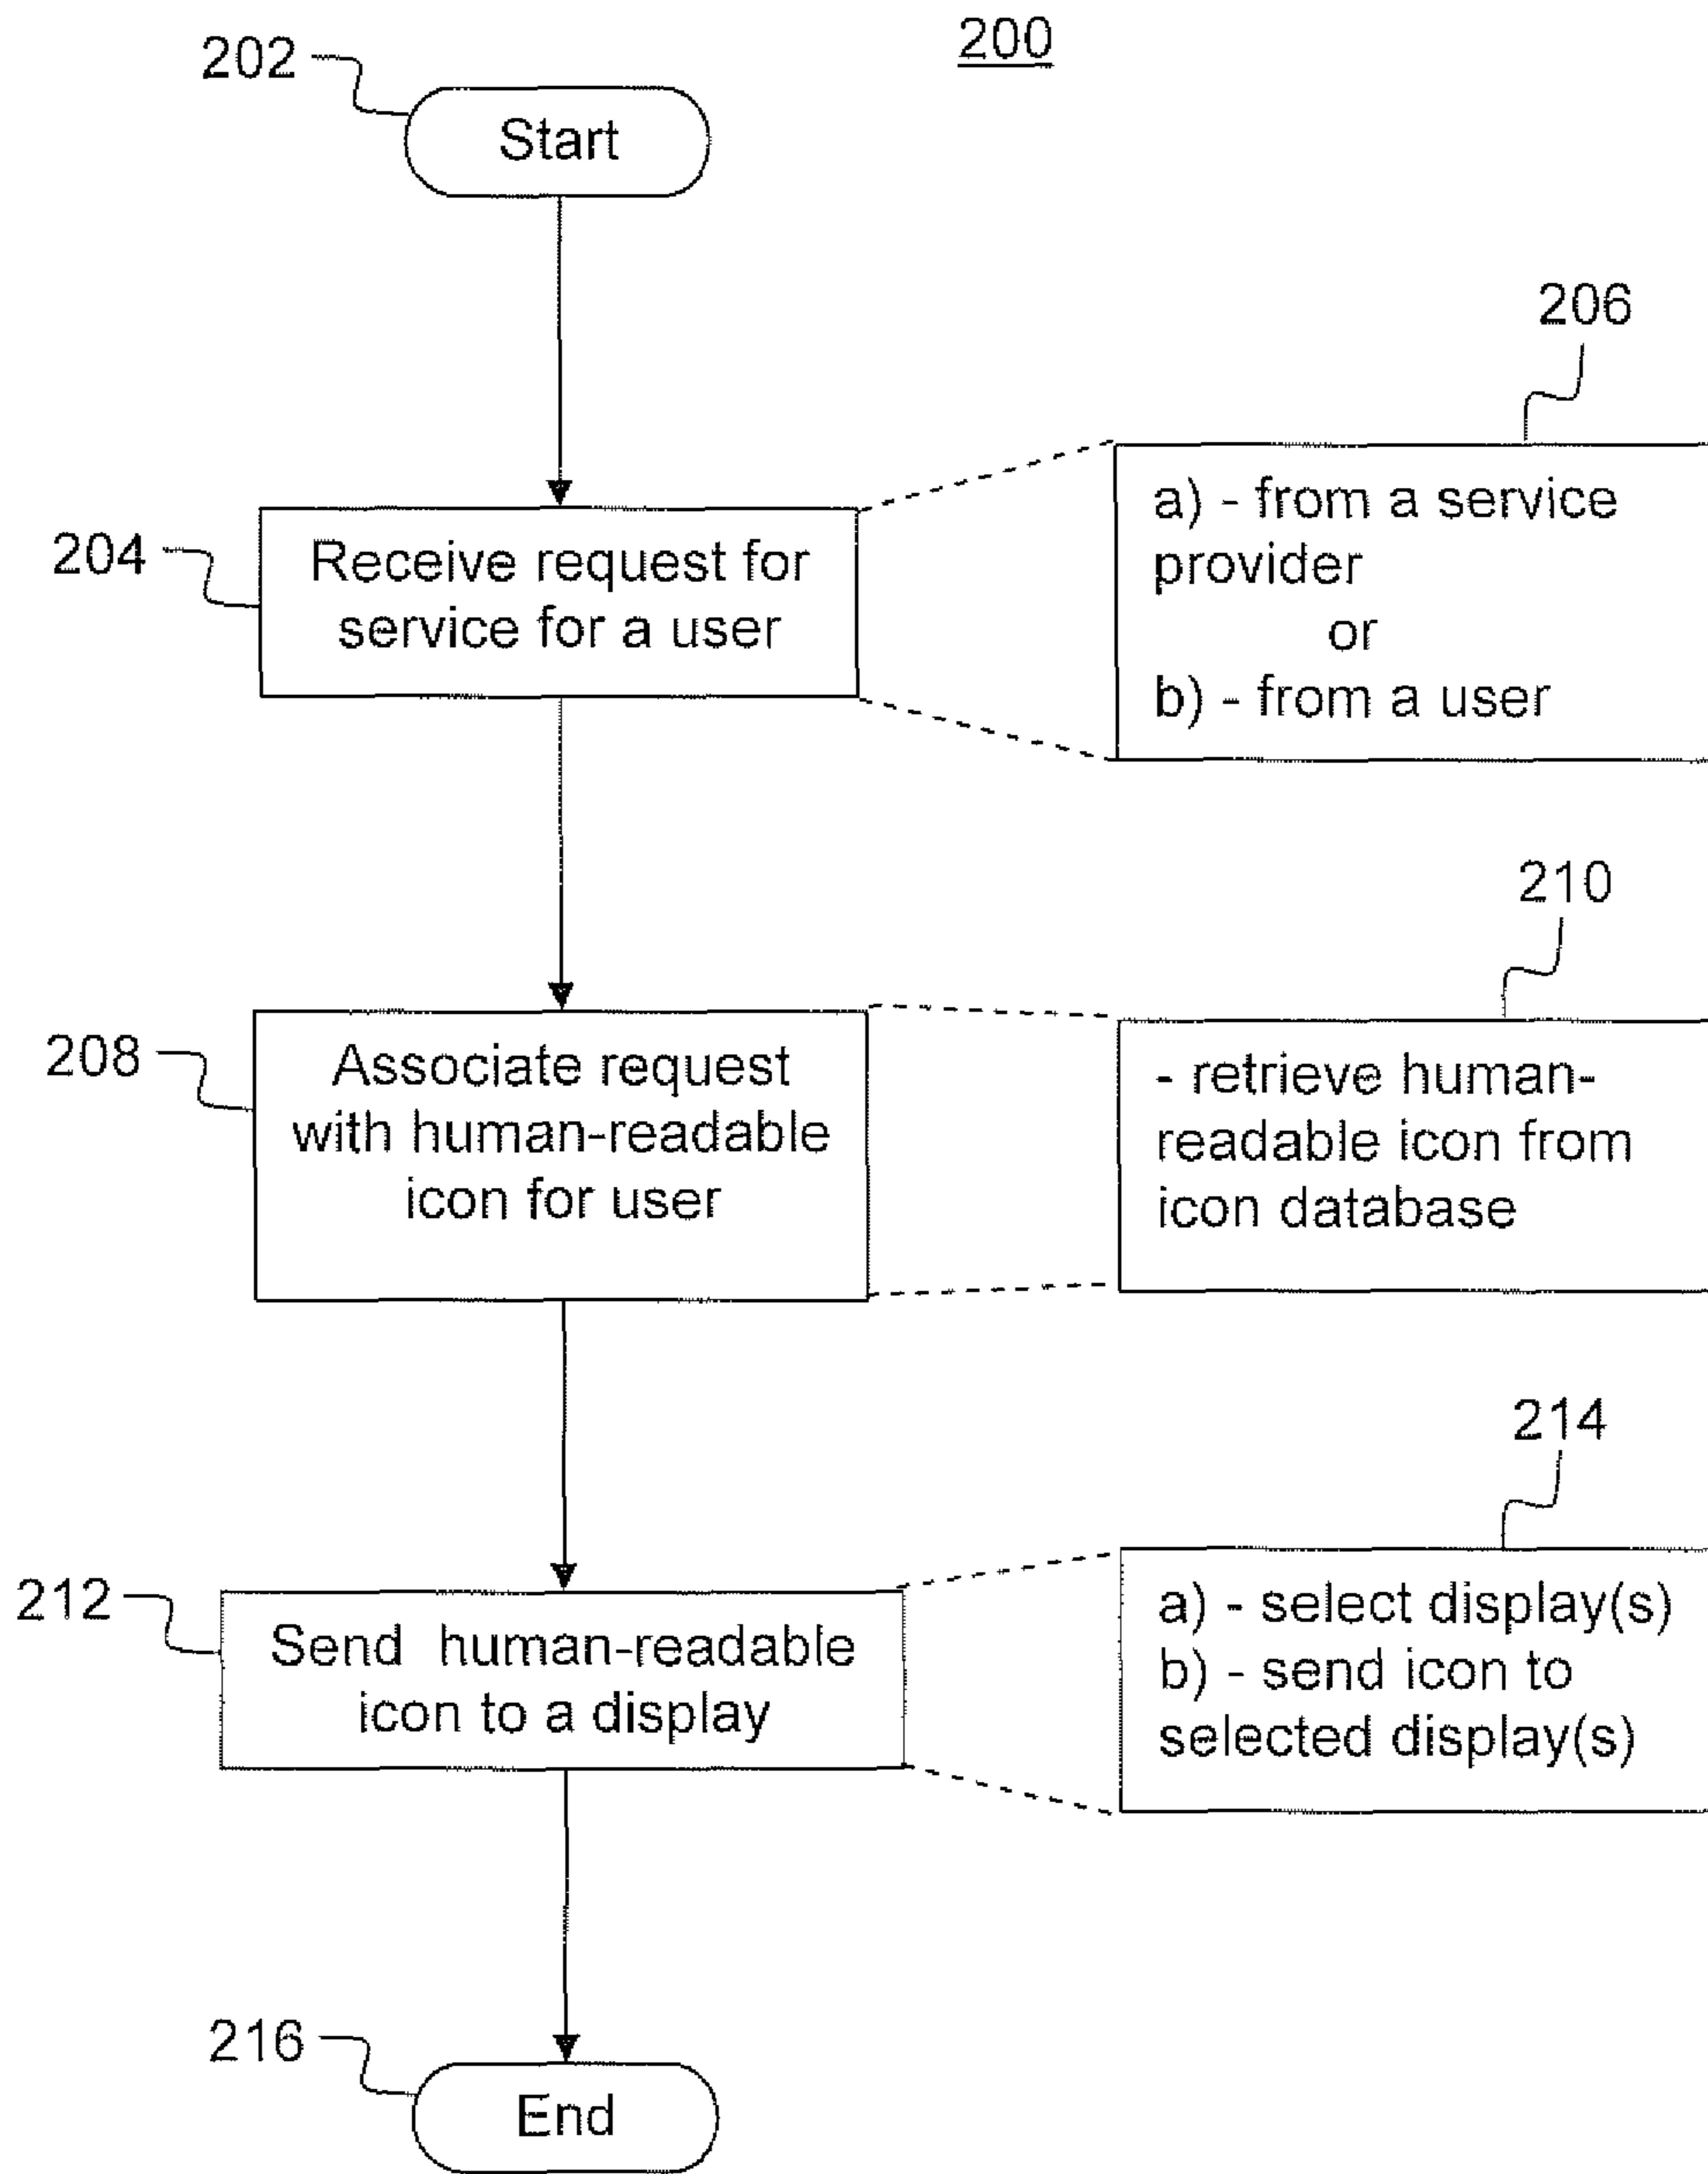 200
202
Start
206
a) - from a service
provider
or
b) - from a user
204
Receive request for
service for a user
210
208
Associate request
with human-readable
icon for user
- retrieve human-
readable icon from
icon database
214
212
Send human-readable
icon to a display
a) - select display(s)
b) - send icon to
selected display(s)
216
End